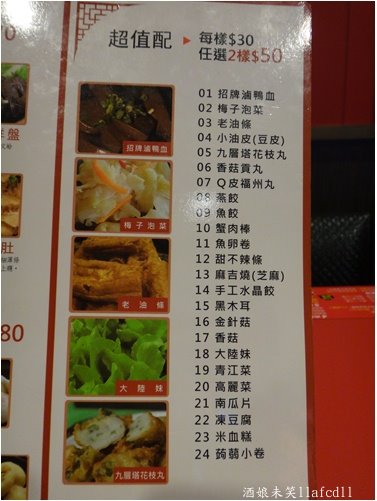 超值配 ▶ 每樣$30
任選2樣$50
招牌滷鴨血
梅子泡菜
老油條
大陸妹
九層塔花枝丸
01 招牌滷鴨血
02 梅子泡菜
03 老油條
04 小油皮(豆皮)
05 九層塔花枝丸
06 香菇貢丸
07 Q皮福州丸
08 燕餃
09 魚餃
10 蟹肉棒
11 魚卵卷
12 甜不辣條
13 麻吉燒(芝麻)
14 手工水晶餃
15 黑木耳
16 金針菇
17 香菇
18 大陸妹
19 青江菜
20 高麗菜
21 南瓜片
22 凍豆腐
23 米血糕
24 蒟蒻小卷
盤
肚
80
酒娘未笑11afcd11